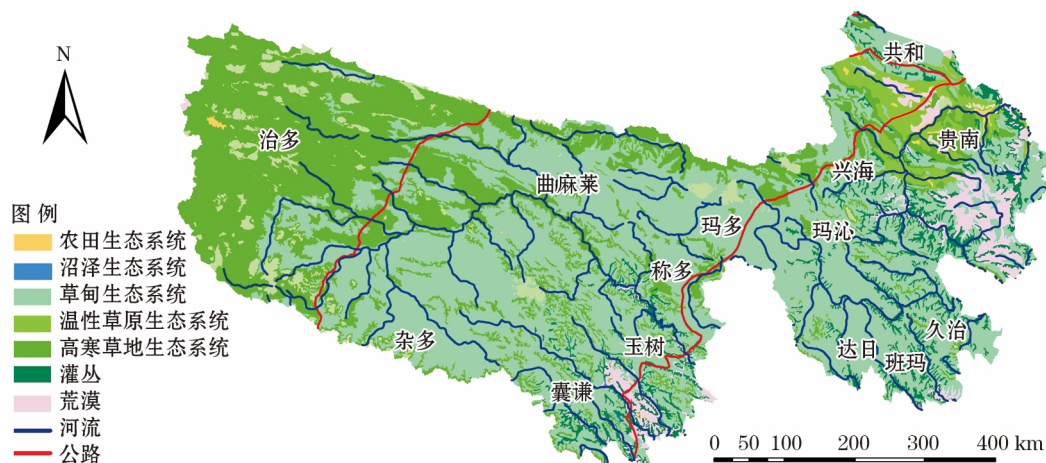 N
共和
治多
贵南
兴海
曲麻莱
玛多
玛沁
称多
久治
杂多
玉树
达日
班玛
囊谦
图 例
农田生态系统
沼泽生态系统
草甸生态系统
温性草原生态系统
高寒草地生态系统
灌丛
荒漠
河流
公路
0 50 100 200 300 400 km